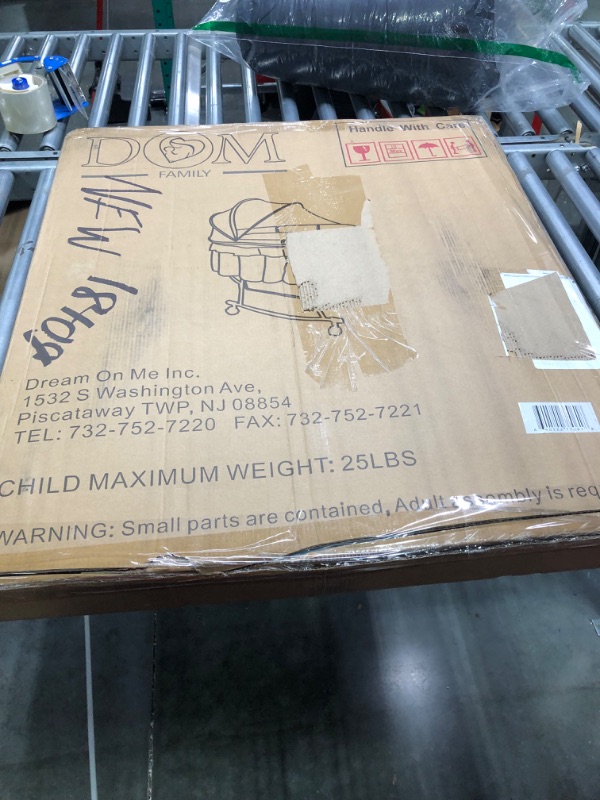 DOM
FAMILY
Handle With Care
NEW
Dream On Me Inc.
1532 S Washington Ave,
Piscataway TWP, NJ 08854
TEL: 732-752-7220 FAX: 732-752-7221
CHILD MAXIMUM WEIGHT: 25LBS
WARNING: Small parts are contained, Adult assembly is req